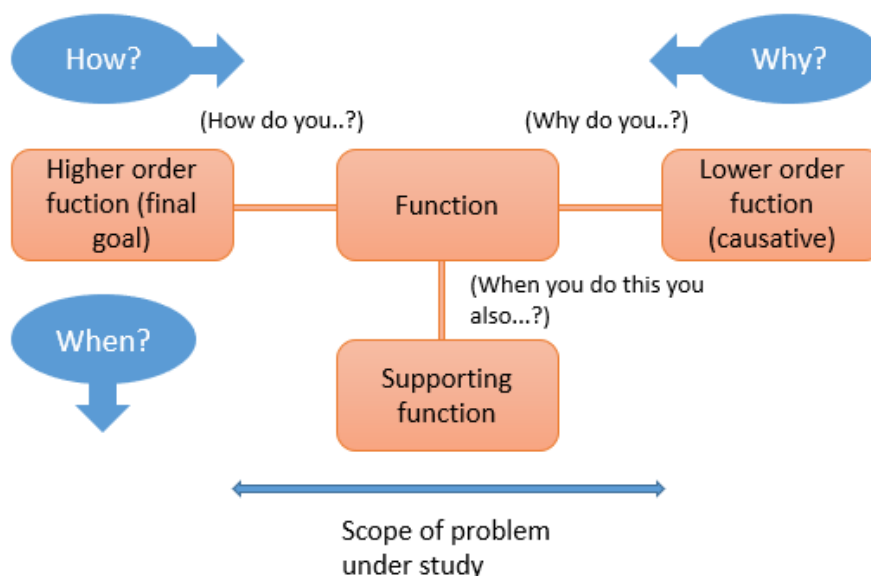 How?
Why?
(How do you..?)
(Why do you..?)
Higher order
fuction (final
goal)
Function
Lower order
fuction
(causative)
(When you do this you
also...?)
When?
Supporting
function
Scope of problem
under study